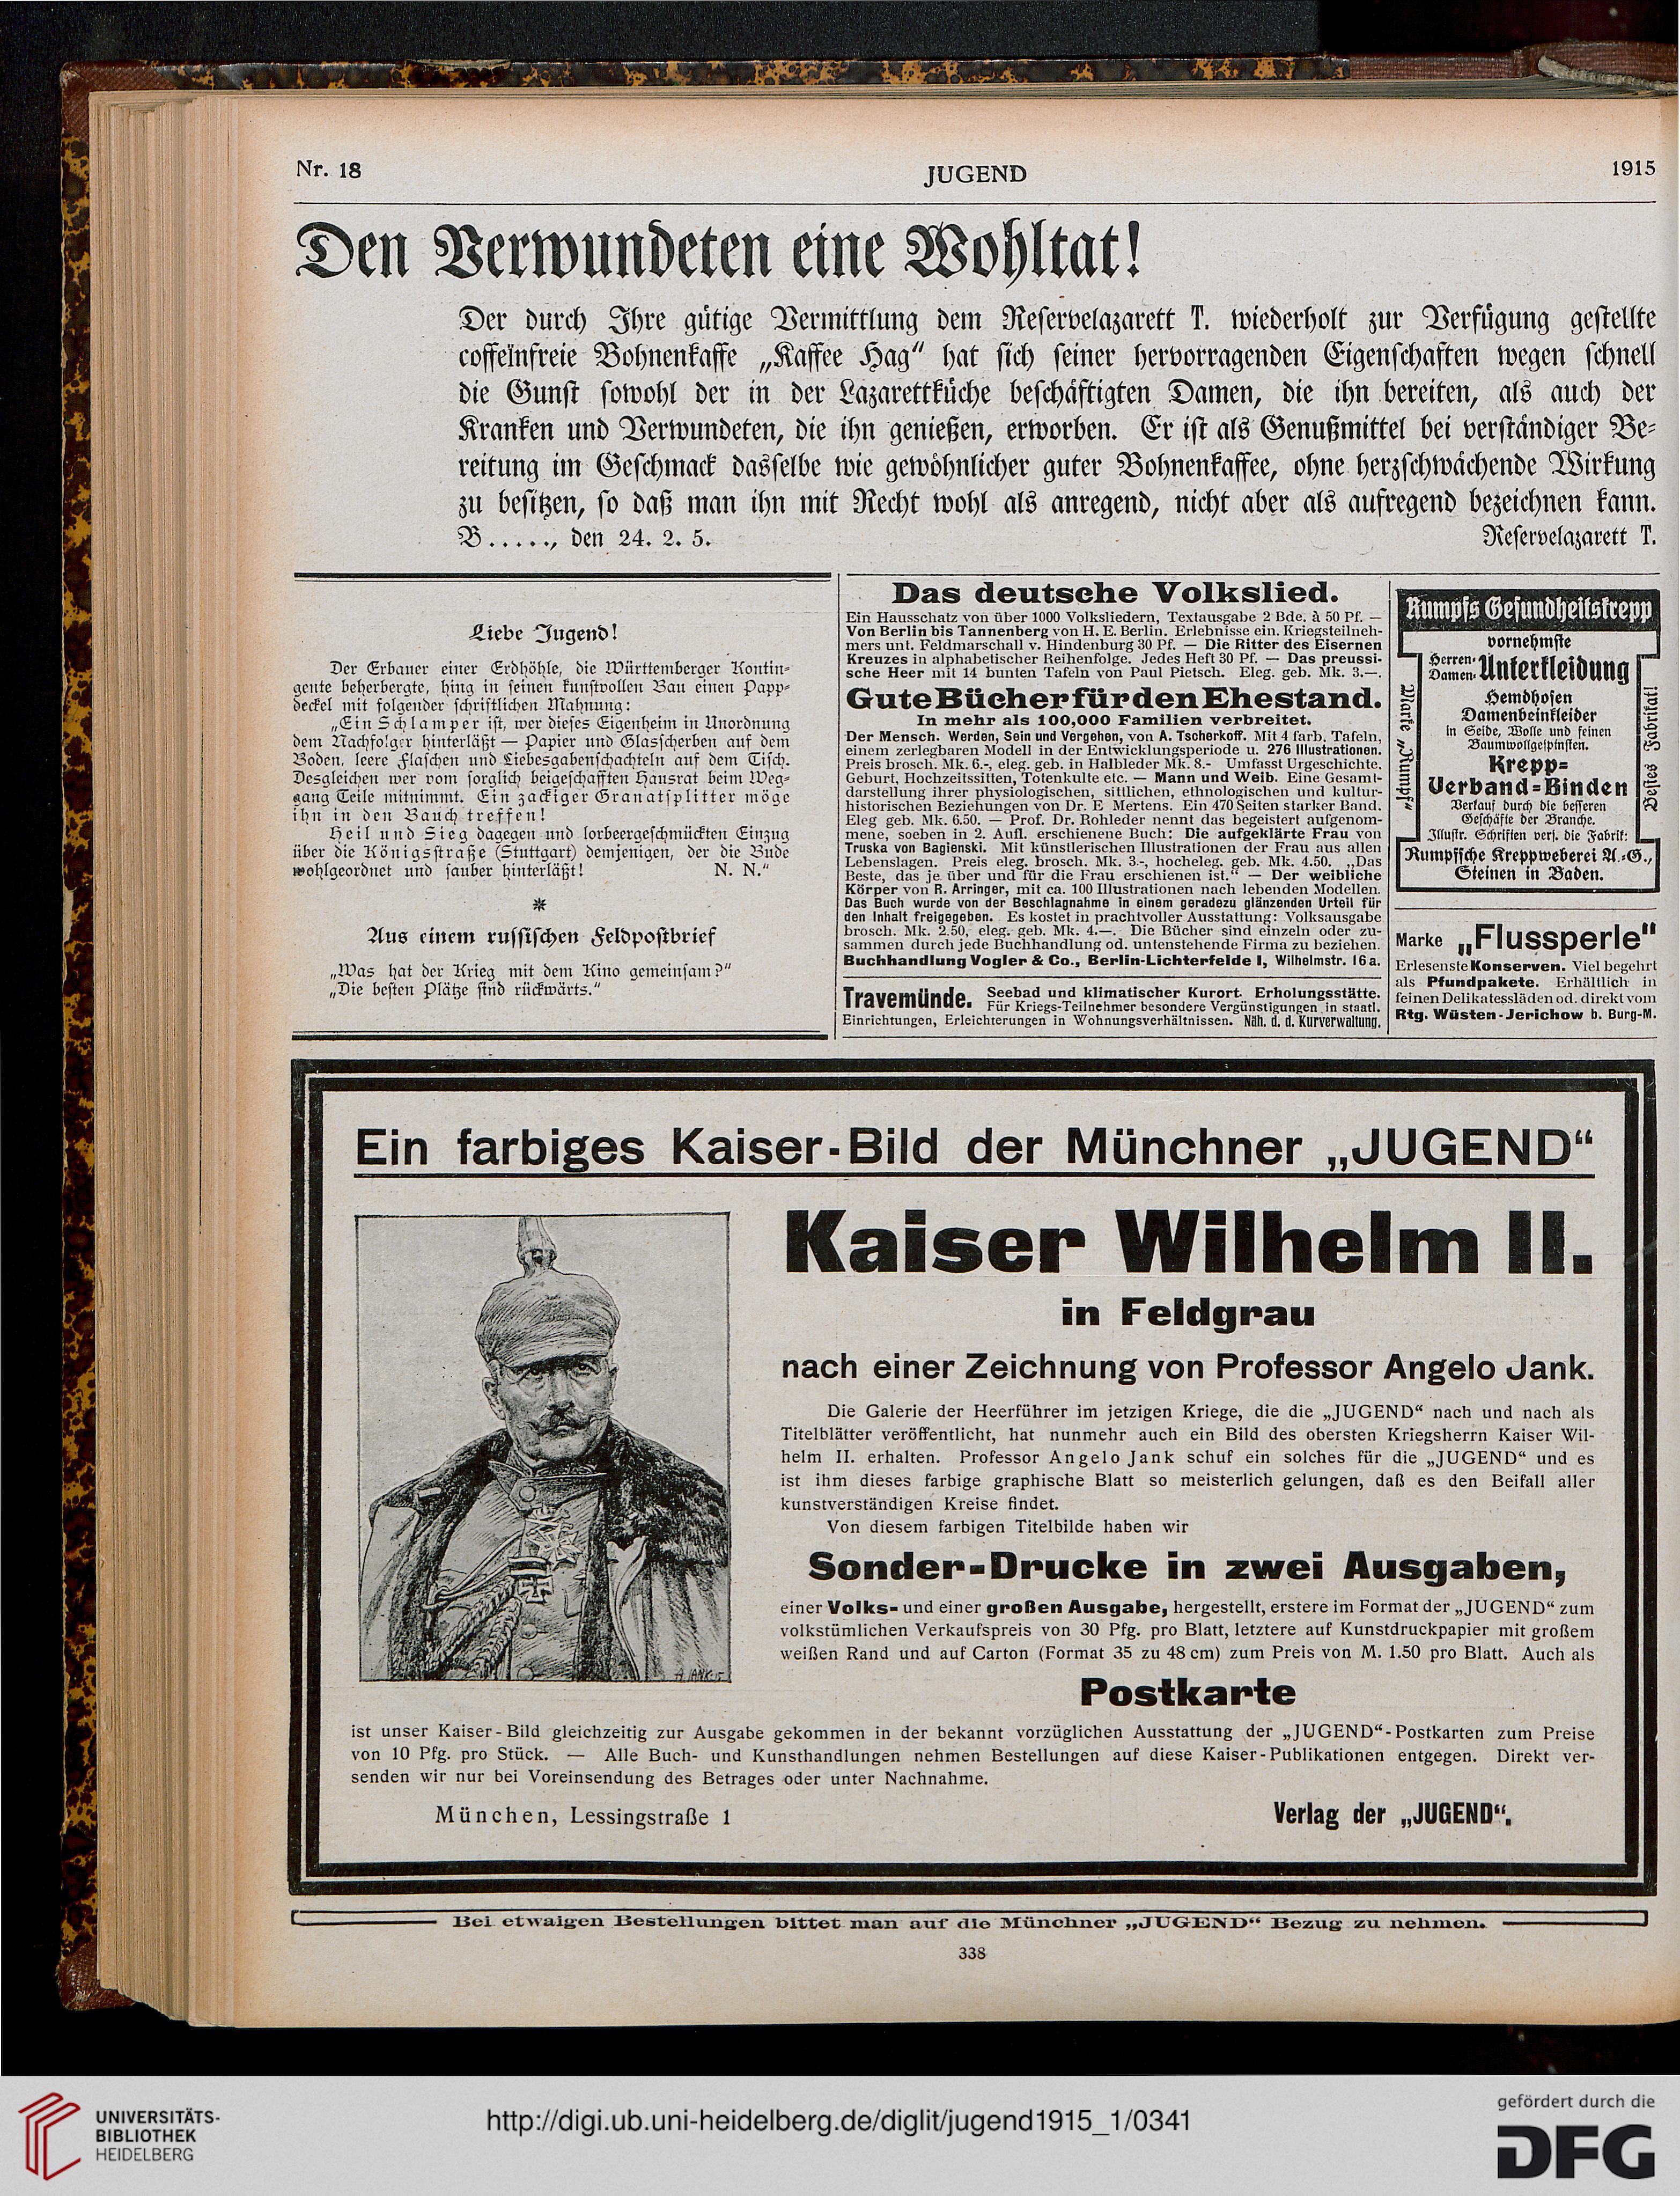 Nr. 18
JUGEND
1915
Den Verwundeten eine Wohltat!
Der durch Ihre gütige Vermittlung dem Reservelazarett T. wiederholt zur Verfügung gestellte
coffeïnfreie Bohnenkaffe „Kaffee Hag“ hat sich seiner hervorragenden Eigenschaften wegen schnell
die Gunst sowohl der in der Lazarettküche beschäftigten Damen, die ihn bereiten, als auch der
Kranken und Verwundeten, die ihn genießen, erworben. Er ist als Genußmittel bei verständiger Be-
reitung im Geschmack dasselbe wie gewöhnlicher guter Bohnenkaffee, ohne herzschwächende Wirkung
zu besitzen, so daß man ihn mit Recht wohl als anregend, nicht aber als aufregend bezeichnen kann.
B....., den 24. 2. 5. Reservelazarett T.
Liebe Jugend!
Der Erbauer einer Erdhöhle, die Württemberger Kontin-
gente beherbergte, hing in seinen kunstvollen Bau einen Papp-
deckel mit folgender schriftlichen Mahnung:
„Ein Schlamper ist, wer dieses Eigenheim in Unordnung
dem Nachfolger hinterläßt — Papier und Glasscherben auf dem
Boden, leere Flaschen und Liebesgabenschachteln auf dem Tisch.
Desgleichen wer vom sorglich beigeschafften Hausrat beim Weg-
gang Teile mitnimmt. Ein zackiger Granatsplitter möge
ihn in den Bauch treffen!
Heil und Sieg dagegen und lorbeergeschmückten Einzug
über die Königsstraße (Stuttgart) demjenigen, der die Bude
wohlgeordnet und sauber hinterläßt! N. N.“
*
Aus einem russischen Feldpostbrief
„Was hat der Krieg mit dem Kino gemeinsam?“
„Die besten Plätze sind rückwärts.“
Das deutsche Volkslied.
Ein Hausschatz von über 1000 Volksliedern, Textausgabe 2 Bde. à 50 Pf. —
Von Berlin bis Tannenberg von H. E. Berlin. Erlebnisse ein. Kriegsteilneh-
mers unt. Feldmarschall v. Hindenburg 30 Pf. — Die Ritter des Eisernen
Kreuzes in alphabetischer Reihenfolge. Jedes Heft 30 Pf. — Das preussi-
sche Heer mit 14 bunten Tafeln von Paul Pietsch. Eleg. geb. Mk. 3.—.
Gute Bücher für den Ehestand.
In mehr als 100,000 Familien verbreitet.
Der Mensch. Werden, Sein und Vergehen, von A. Tscherkoff. Mit 4 farb. Tafeln,
einem zerlegbaren Modell in der Entwicklungsperiode u. 276 Illustrationen.
Preis brosch. Mk. 6.-, eleg. geb. in Halbleder Mk. 8.- Umfasst Urgeschichte,
Geburt, Hochzeitssitten, Totenkulte etc. — Mann und Weib. Eine Gesamt-
darstellung ihrer physiologischen, sittlichen, ethnologischen und kultur-
historischen Beziehungen von Dr. E Mertens. Ein 470 Seiten starker Band.
Eleg geb. Mk. 6.50. — Prof. Dr. Rohleder nennt das begeistert aufgenom-
mene, soeben in 2. Aufl. erschienene Buch: Die aufgeklärte Frau von
Truska von Bagienski. Mit künstlerischen Illustrationen der Frau aus allen
Lebenslagen. Preis eleg. brosch. Mk. 3.-, hocheleg. geb. Mk. 4.50. „Das
Beste, das je über und für die Frau erschienen ist.“ — Der weibliche
Körper von R. Arringer, mit ca. 100 Illustrationen nach lebenden Modellen.
Das Buch wurde von der Beschlagnahme in einem geradezu glänzenden Urteil für
den Inhalt freigegeben. Es kostet in prachtvoller Ausstattung: Volksausgabe
brosch. Mk. 2.50, eleg. geb. Mk. 4.—. Die Bücher sind einzeln oder zu-
sammen durch jede Buchhandlung od. untenstehende Firma zu beziehen.
Buchhandlung Vogler & Co., Berlin-Lichterfelde I, Wilhelmstr. 16a.
Travemünde. Seebad und klimatischer Kurort. Erholungsstätte.
Für Kriegs-Teilnehmer besondere Vergünstigungen in staatl.
Einrichtungen, Erleichterungen in Wohnungsverhältnissen. Näh. d. d. Kurverwaltung.
Rumpfs Gesundheitskrepp
vornehmste
Herren-
Damen- Unterkleidung
Hemdhosen
Damenbeinkleider
in Seide, Wolle und feinen
Baumwollgespinsten.
Krepp-
Verband-Binden
Verkauf durch die besseren
Geschäfte der Branche.
Illustr. Schriften vers. die Fabrik:
Marke „Rumpf“
Bestes Fabrikat!
Rumpfsche Kreppweberei A.-G.,
Steinen in Baden.
Marke „Flussperle“
Erlesenste Konserven. Viel begehrt
als Pfundpakete. Erhältlich in
feinen Delikatessläden od. direkt vom
Rtg. Wüsten-Jerichow b. Burg-M.
Ein farbiges Kaiser-Bild der Münchner „JUGEND“
Kaiser Wilhelm II.
in Feldgrau
nach einer Zeichnung von Professor Angelo Jank.
Die Galerie der Heerführer im jetzigen Kriege, die die „JUGEND“ nach und nach als
Titelblätter veröffentlicht, hat nunmehr auch ein Bild des obersten Kriegsherrn Kaiser Wil-
helm II. erhalten. Professor Angelo Jank schuf ein solches für die „JUGEND“ und es
ist ihm dieses farbige graphische Blatt so meisterlich gelungen, daß es den Beifall aller
kunstverständigen Kreise findet.
Von diesem farbigen Titelbilde haben wir
Sonder-Drucke in zwei Ausgaben,
einer Volks- und einer großen Ausgabe, hergestellt, erstere im Format der „JUGEND“ zum
volkstümlichen Verkaufspreis von 30 Pfg. pro Blatt, letztere auf Kunstdruckpapier mit großem
weißen Rand und auf Carton (Format 35 zu 48 cm) zum Preis von M. 1.50 pro Blatt. Auch als
Postkarte
ist unser Kaiser-Bild gleichzeitig zur Ausgabe gekommen in der bekannt vorzüglichen Ausstattung der „JUGEND“-Postkarten zum Preise
von 10 Pfg. pro Stück. — Alle Buch- und Kunsthandlungen nehmen Bestellungen auf diese Kaiser-Publikationen entgegen. Direkt ver-
senden wir nur bei Voreinsendung des Betrages oder unter Nachnahme.
München, Lessingstraße 1 Verlag der „JUGEND“.
Bei etwaigen Bestellungen bittet man auf die Münchner „JUGEND“ Bezug zu nehmen.
338
UNIVERSITÄTS-
BIBLIOTHEK
HEIDELBERG
http://digi.ub.uni-heidelberg.de/diglit/jugend1915_1/0341
gefördert durch die
DFG